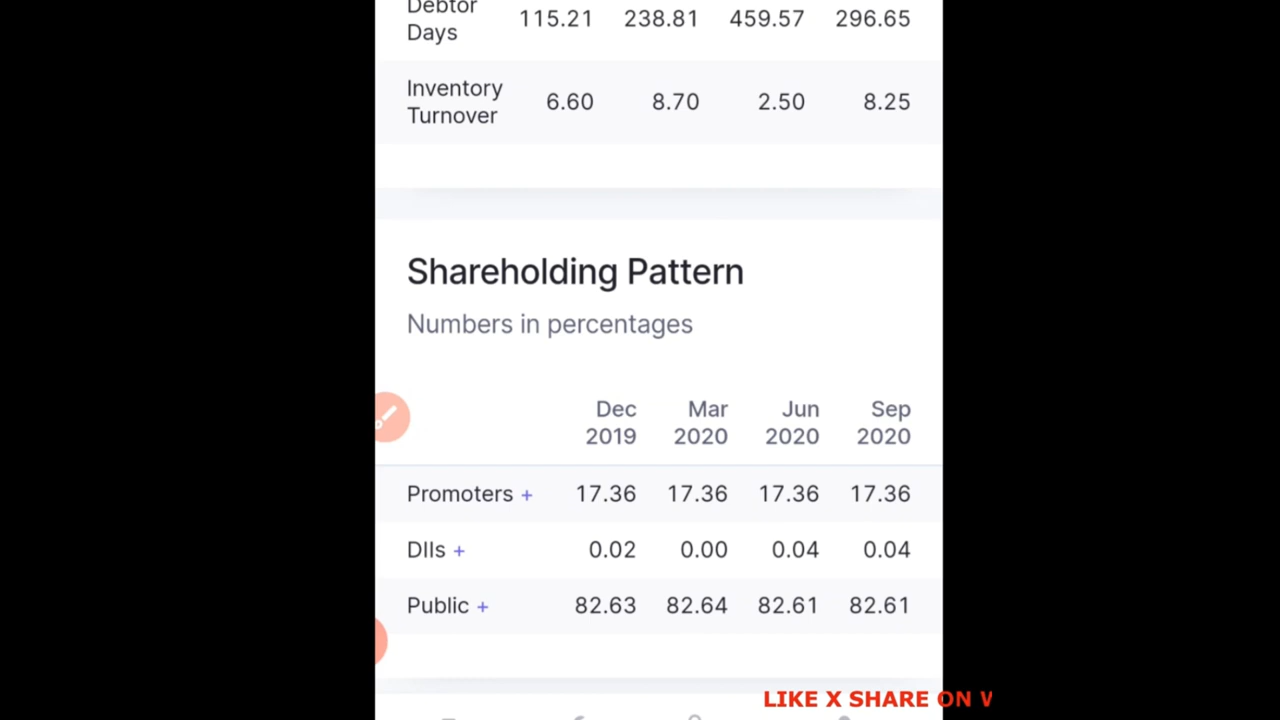 Debtor
Days 115.21 238.81 459.57 296.65
Inventory
Turnover 6.60 8.70 2.50 8.25
Shareholding Pattern
Numbers in percentages
Dec 2019 Mar 2020 Jun 2020 Sep 2020
Promoters + 17.36 17.36 17.36 17.36
DIIs + 0.02 0.00 0.04 0.04
Public + 82.63 82.64 82.61 82.61
LIKE X SHARE ON